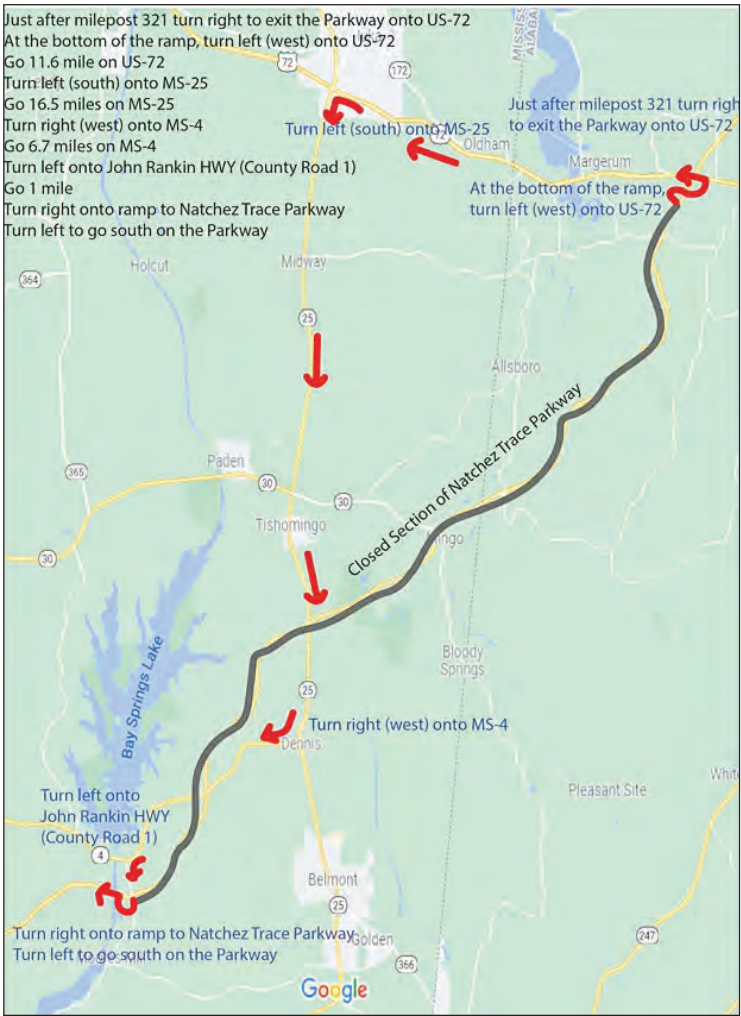 Just after milepost 321 turn right to exit the Parkway onto US-72
At the bottom of the ramp, turn left (west) onto US-72
Go 11.6 mile on US-72
Turn left (south) onto MS-25
Go 16.5 miles on MS-25
Turn right (west) onto MS-4
Go 6.7 miles on MS-4
Turn left onto John Rankin HWY (County Road 1)
Go 1 mile
Turn right onto ramp to Natchez Trace Parkway
Turn left to go south on the Parkway
MISSISS
ALABA
72
172
Just after milepost 321 turn righ
to exit the Parkway onto US-72
Turn left (south) onto MS-25
72
Oldham
Margerum
At the bottom of the ramp,
turn left (west) onto US-72
Holcut
Midway
364
25
Allsboro
Closed Section of Natchez Trace Parkway
Paden
365
30
30
Tishomingo
30
Bay Springs Lake
Bloody
Springs
25
Turn right (west) onto MS-4
Dennis
Pleasant Site
White
Turn left onto
John Rankin HWY
(County Road 1)
4
Belmont
25
Turn right onto ramp to Natchez Trace Parkway
Golden
Turn left to go south on the Parkway
247
366
Google